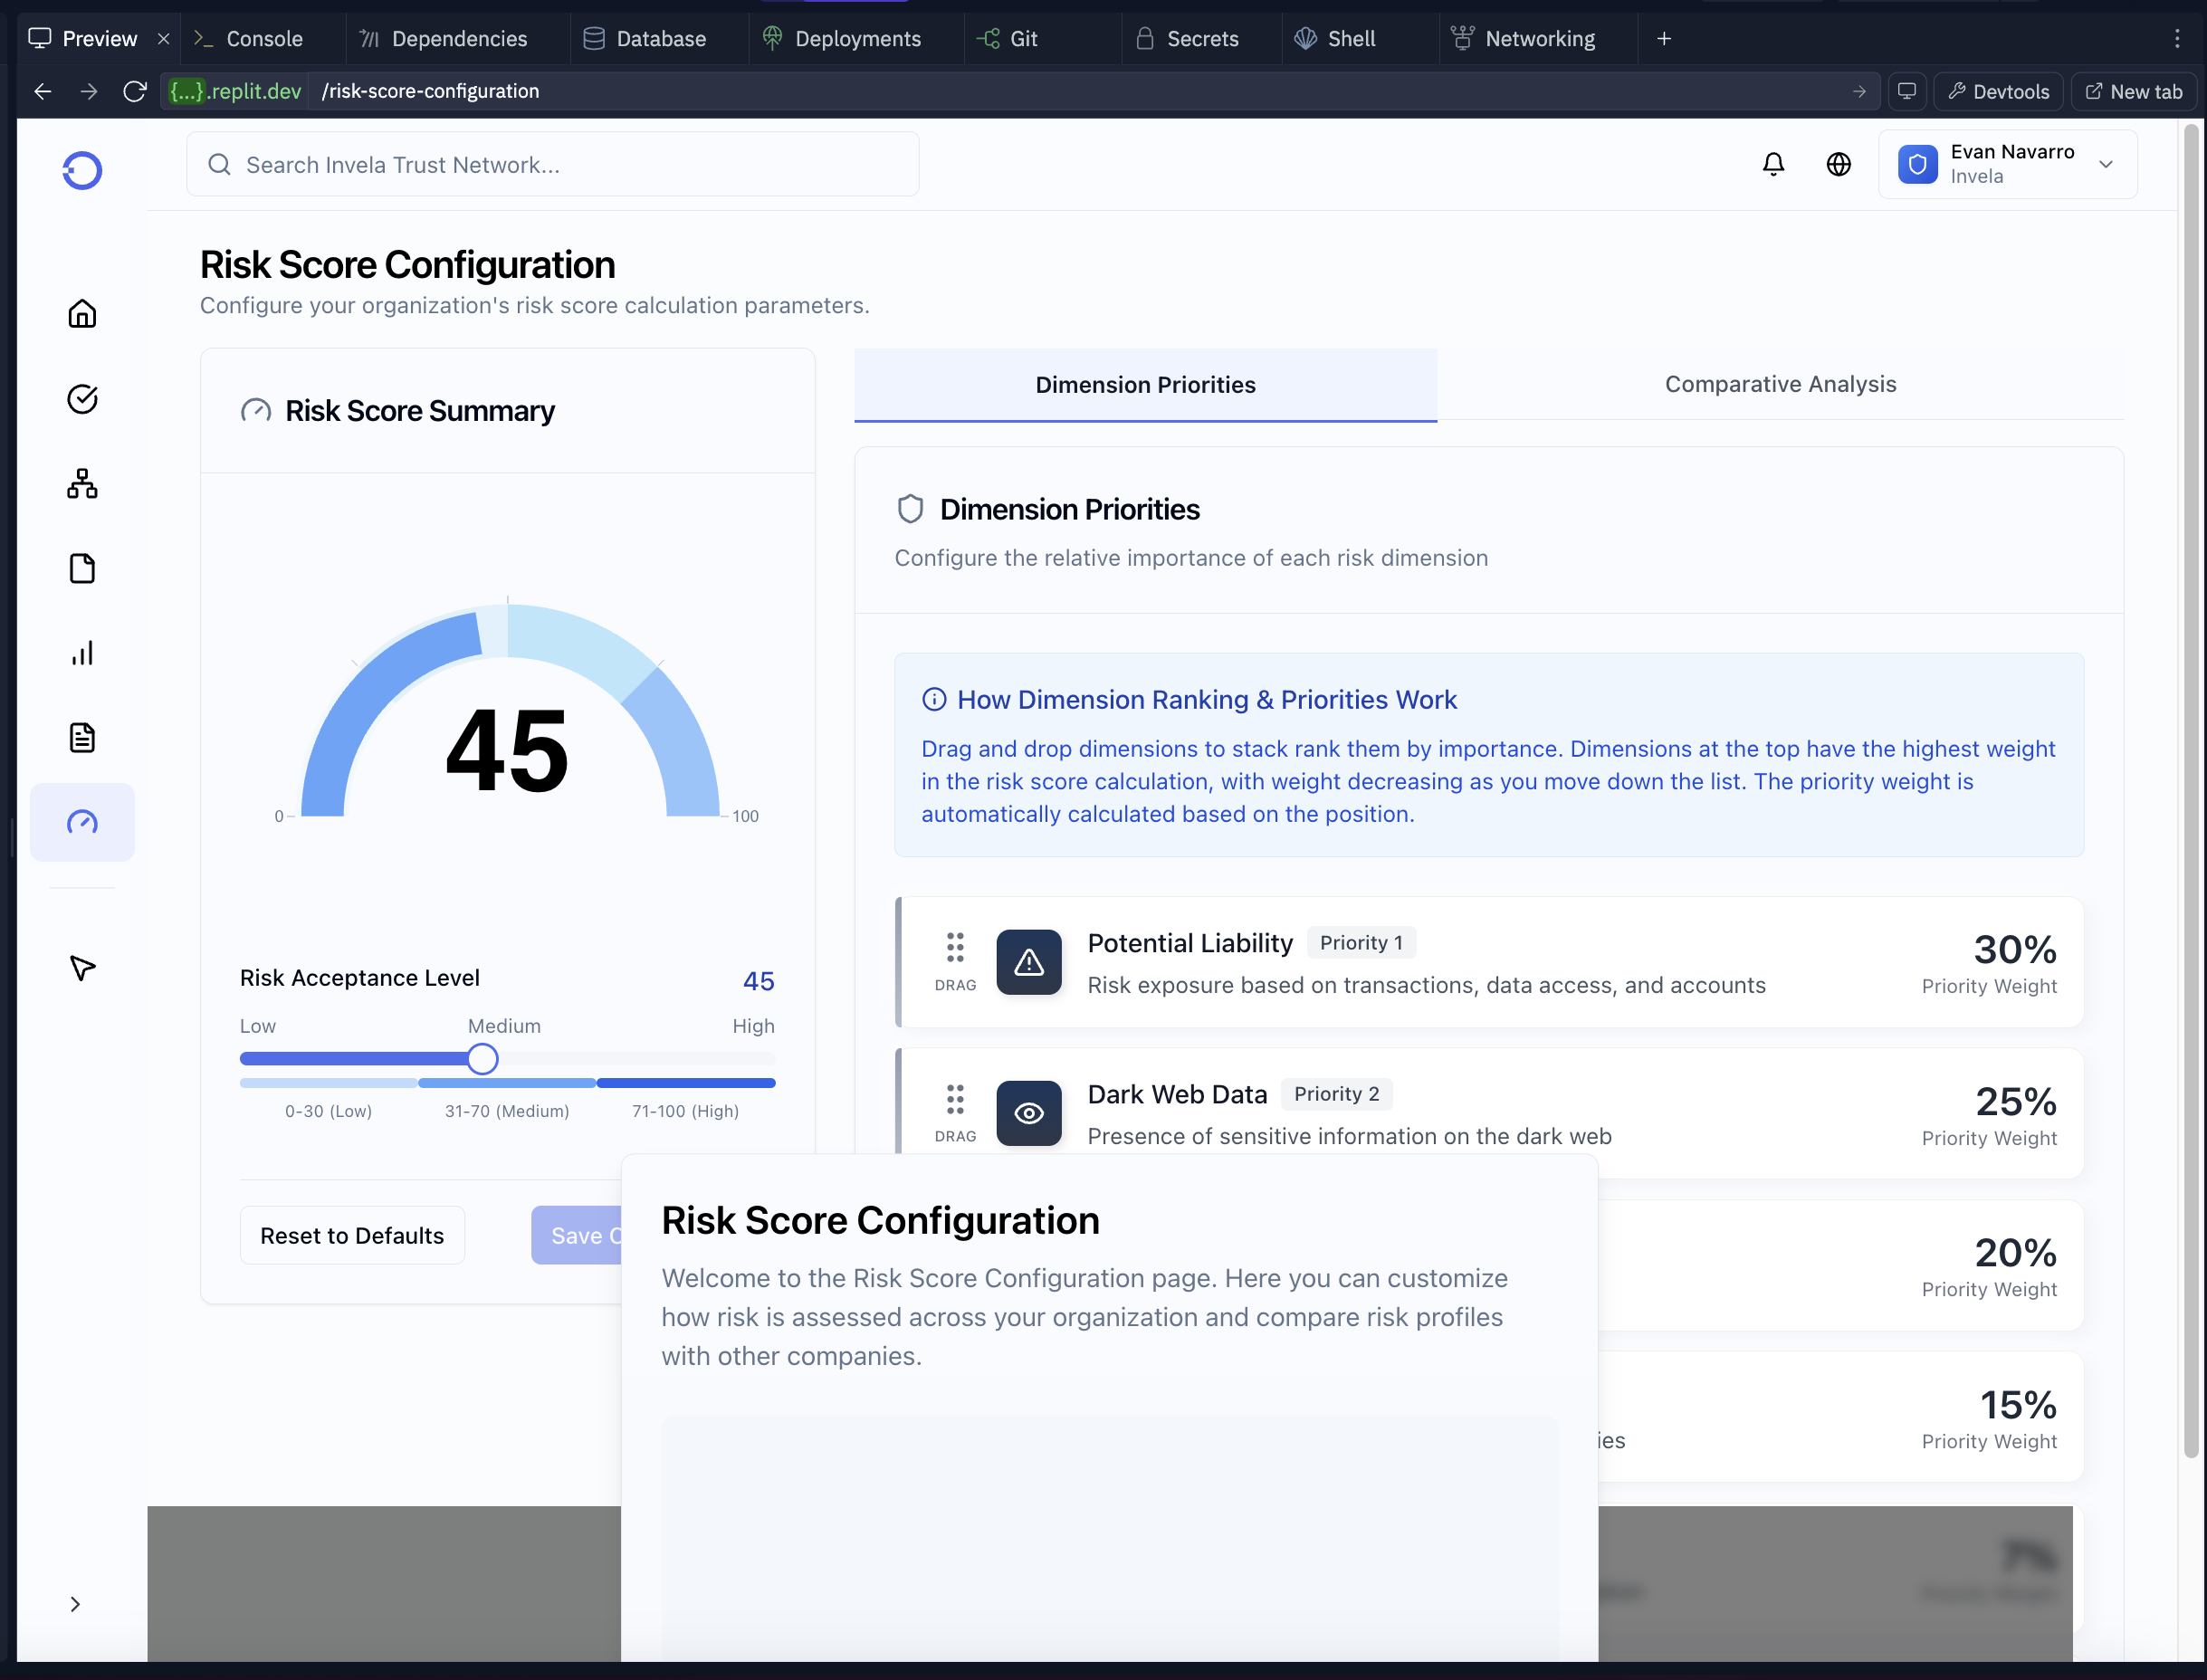 Preview
Console
Dependencies
Database
Deployments
Git
Secrets
Shell
Networking
{...}.replit.dev
/risk-score-configuration
Devtools
New tab
Search Invela Trust Network...
Evan Navarro
Invela
Risk Score Configuration
Configure your organization's risk score calculation parameters.
Risk Score Summary
45
0
100
Risk Acceptance Level
45
Low
Medium
High
0-30 (Low)
31-70 (Medium)
71-100 (High)
Reset to Defaults
Save
Dimension Priorities
Comparative Analysis
Dimension Priorities
Configure the relative importance of each risk dimension
How Dimension Ranking & Priorities Work
Drag and drop dimensions to stack rank them by importance. Dimensions at the top have the highest weight
in the risk score calculation, with weight decreasing as you move down the list. The priority weight is
automatically calculated based on the position.
DRAG
Potential Liability
Priority 1
Risk exposure based on transactions, data access, and accounts
30%
Priority Weight
DRAG
Dark Web Data
Priority 2
Presence of sensitive information on the dark web
25%
Priority Weight
20%
Priority Weight
15%
Priority Weight
ies
7%
Priority Weight
Risk Score Configuration
Welcome to the Risk Score Configuration page. Here you can customize
how risk is assessed across your organization and compare risk profiles
with other companies.